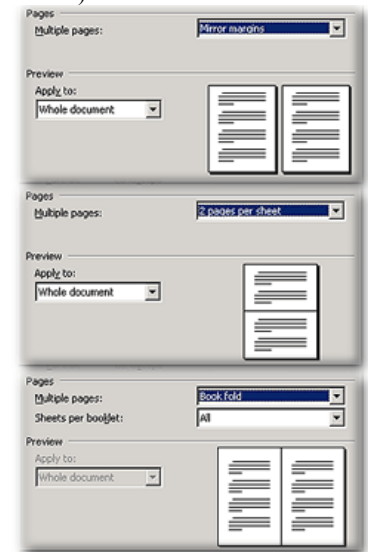 )
Pages
Multiple pages: Mirror margins
Preview
Apply to:
Whole document
Pages
Multiple pages: 2 pages per sheet
Preview
Apply to:
Whole document
Pages
Multiple pages: Book fold
Sheets per booklet: All
Preview
Apply to:
Whole document